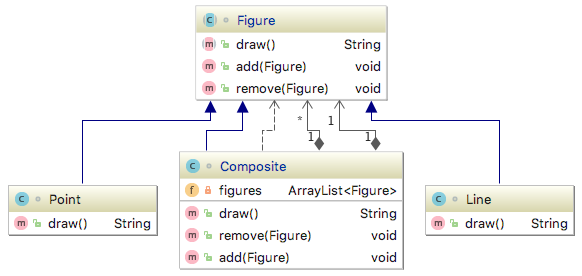 C Figure
m draw() String
m add(Figure) void
m remove(Figure) void
* 1
1 1
C Point
m draw() String
C Composite
f figures ArrayList<Figure>
m draw() String
m remove(Figure) void
m add(Figure) void
C Line
m draw() String